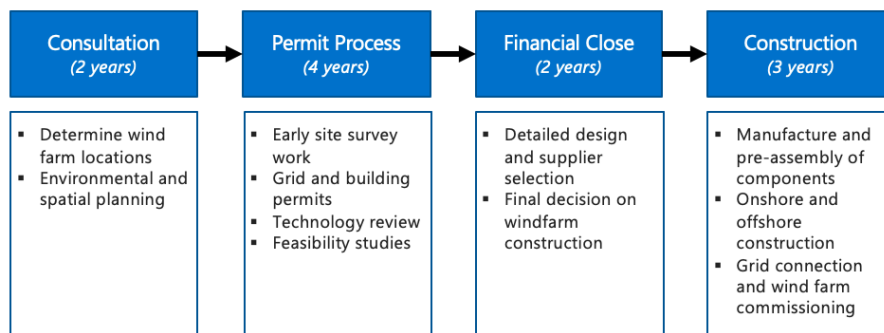 Consultation
(2 years)
▪ Determine wind
farm locations
▪ Environmental and
spatial planning
Permit Process
(4 years)
▪ Early site survey
work
▪ Grid and building
permits
▪ Technology review
▪ Feasibility studies
Financial Close
(2 years)
▪ Detailed design
and supplier
selection
▪ Final decision on
windfarm
construction
Construction
(3 years)
▪ Manufacture and
pre-assembly of
components
▪ Onshore and
offshore
construction
▪ Grid connection
and wind farm
commissioning